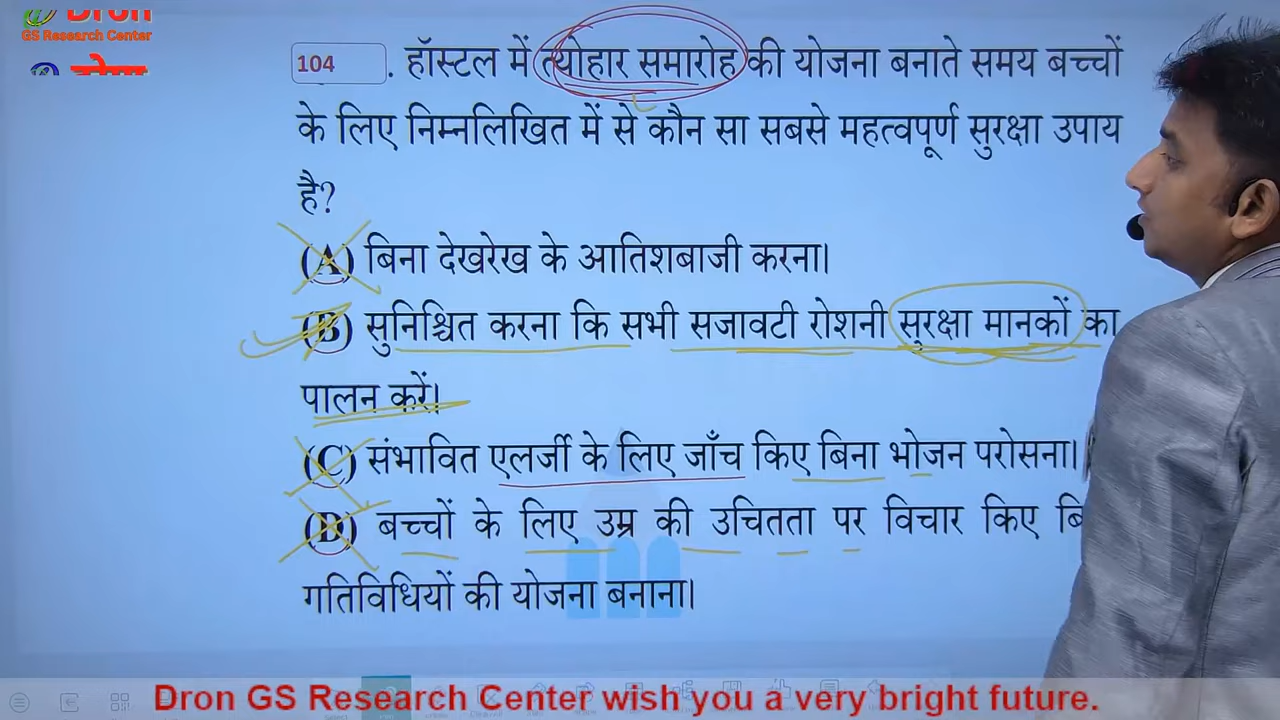 Dron
GS Research Center
104 . हॉस्टल में त्योहार समारोह की योजना बनाते समय बच्चों
के लिए निम्नलिखित में से कौन सा सबसे महत्वपूर्ण सुरक्षा उपाय
है?
(A) बिना देखरेख के आतिशबाजी करना।
(B) सुनिश्चित करना कि सभी सजावटी रोशनी सुरक्षा मानकों का
पालन करें।
(C) संभावित एलर्जी के लिए जाँच किए बिना भोजन परोसना।
(D) बच्चों के लिए उम्र की उचितता पर विचार किए
गतिविधियों की योजना बनाना।
Dron GS Research Center wish you a very bright future.